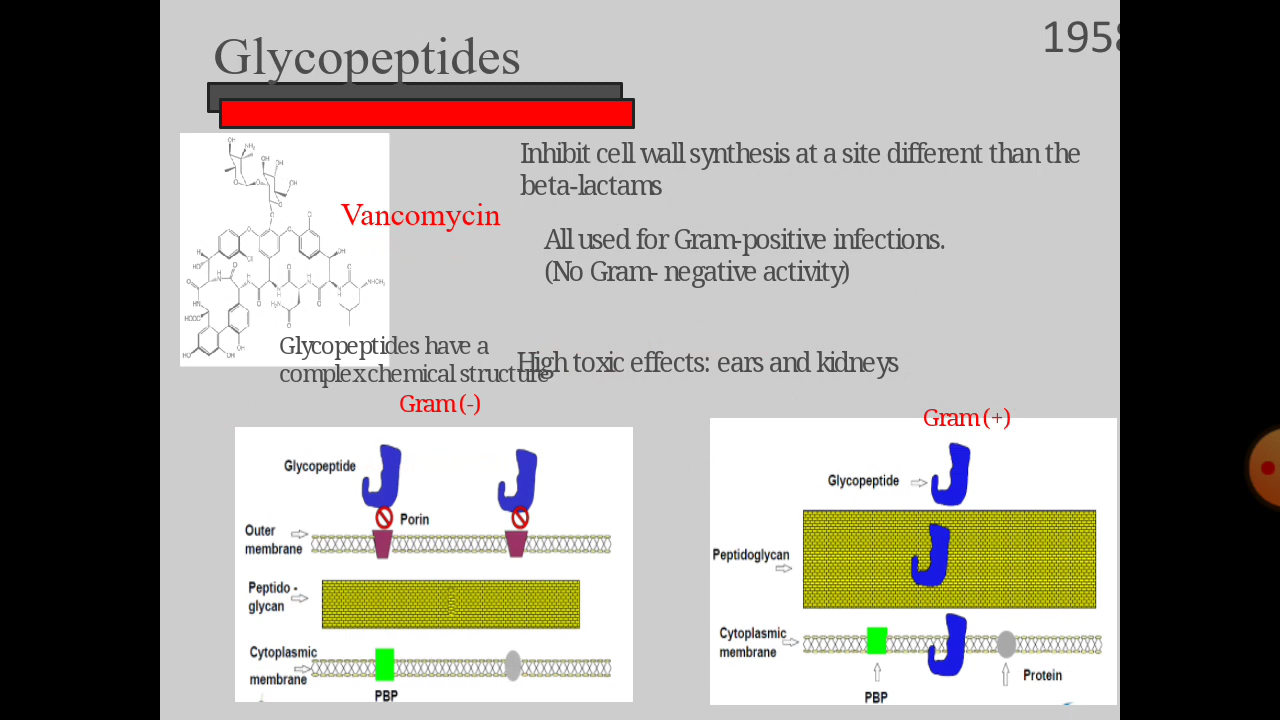 Glycopeptides
1958
Inhibit cell wall synthesis at a site different than the
beta-lactams
Vancomycin
All used for Gram-positive infections.
(No Gram- negative activity)
Glycopeptides have a
complex chemical structure
High toxic effects: ears and kidneys
Gram (-)
Glycopeptide
Porin
Outer
membrane
Peptido -
glycan
Cytoplasmic
membrane
PBP
Gram (+)
Glycopeptide
Peptidoglycan
Cytoplasmic
membrane
Protein
PBP